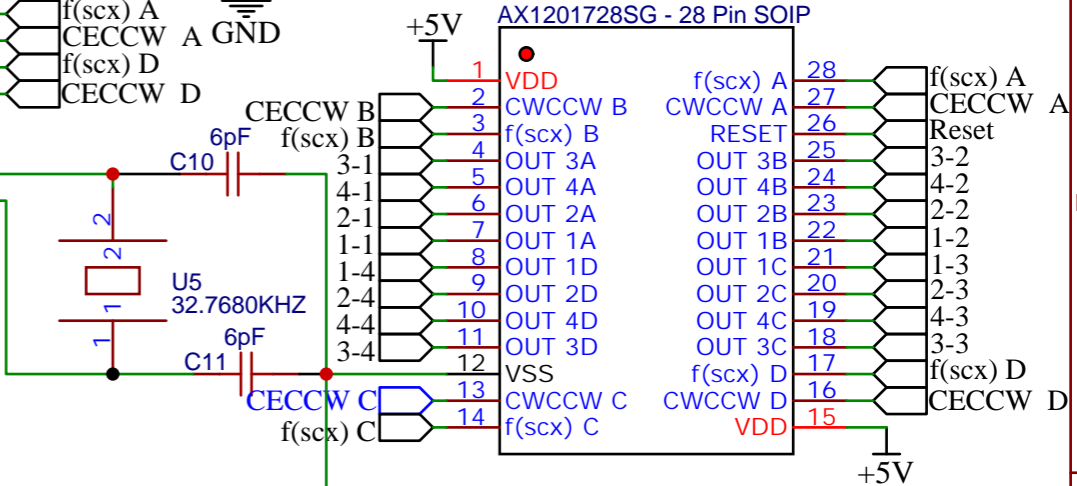 f(scx) A
CECCW A
f(scx) D
CECCW D
GND
+5V
AX1201728SG - 28 Pin SOIP
CECCW B
f(scx) B
3-1
4-1
2-1
1-1
1-4
2-4
4-4
3-4
CECCW C
f(scx) C
1 VDD
2 CWCCW B
3 f(scx) B
4 OUT 3A
5 OUT 4A
6 OUT 2A
7 OUT 1A
8 OUT 1D
9 OUT 2D
10 OUT 4D
11 OUT 3D
12 VSS
13 CWCCW C
14 f(scx) C
f(scx) A 28
CWCCW A 27
RESET 26
OUT 3B 25
OUT 4B 24
OUT 2B 23
OUT 1B 22
OUT 1C 21
OUT 2C 20
OUT 4C 19
OUT 3C 18
f(scx) D 17
CWCCW D 16
VDD 15
f(scx) A
CECCW A
Reset
3-2
4-2
2-2
1-2
1-3
2-3
4-3
3-3
f(scx) D
CECCW D
+5V
6pF
C10
2
2
1
1
U5
32.7680KHZ
6pF
C11